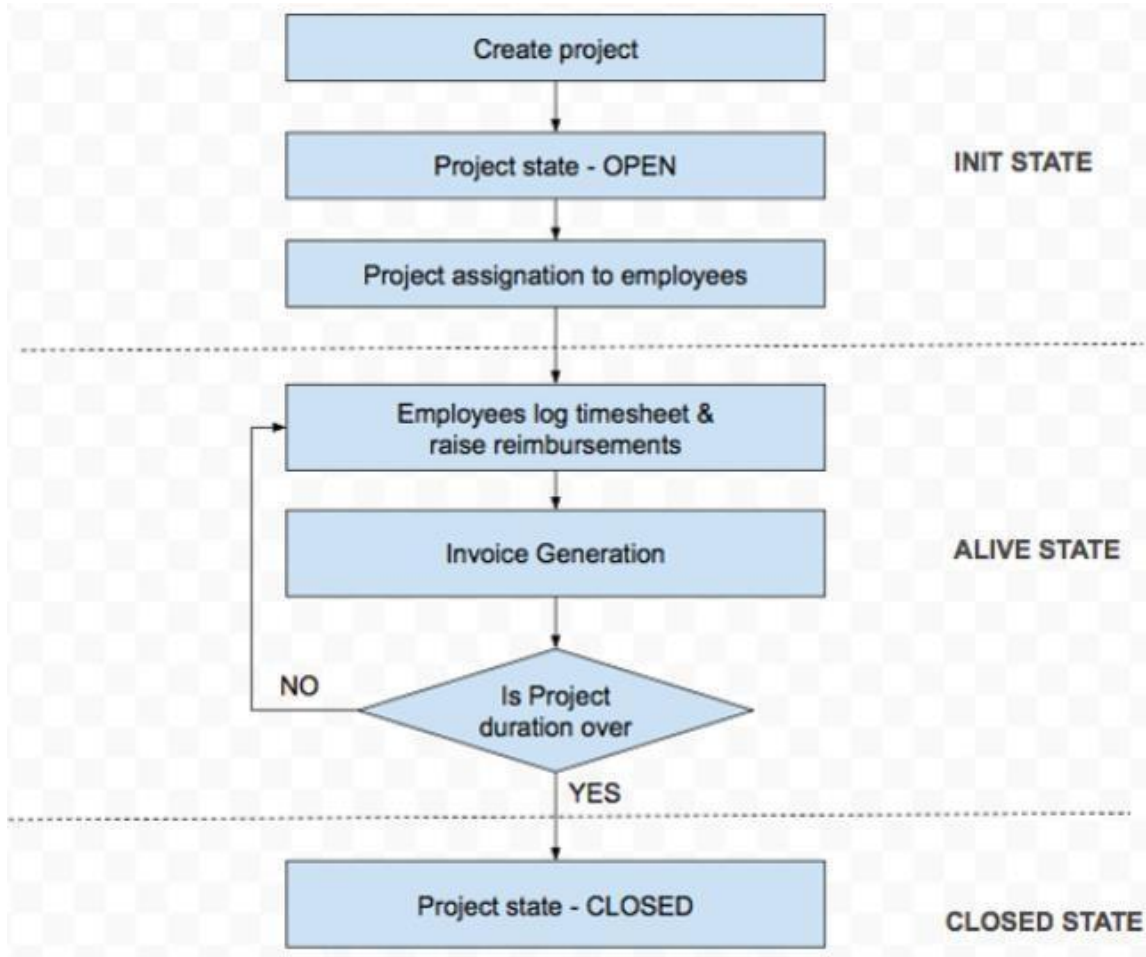 Create project
Project state - OPEN
INIT STATE
Project assignation to employees
Employees log timesheet &
raise reimbursements
Invoice Generation
ALIVE STATE
NO
Is Project
duration over
YES
Project state - CLOSED
CLOSED STATE